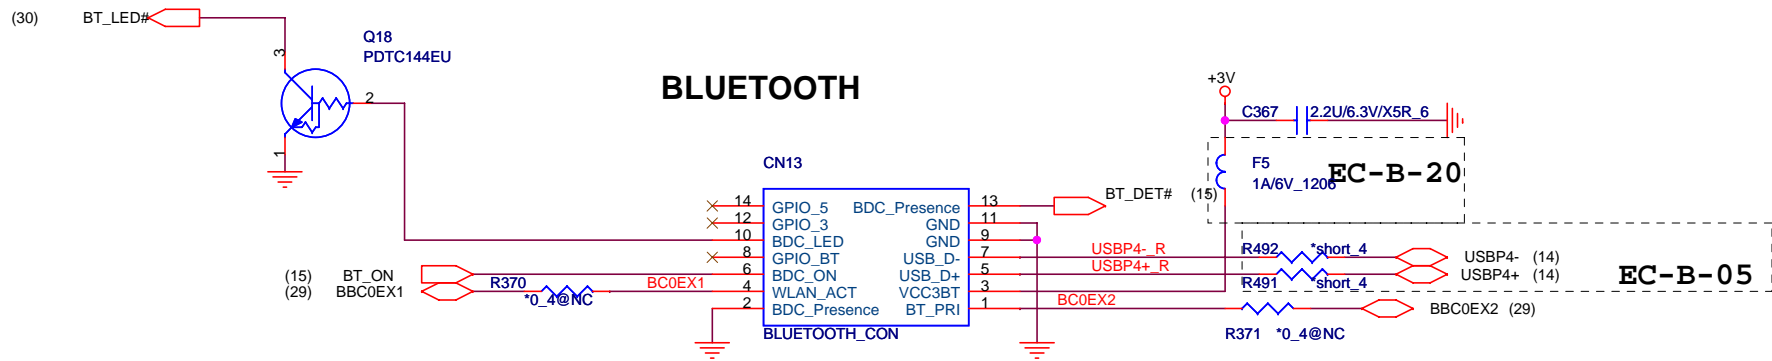 (30) BT_LED#
Q18
PDTC144EU
3
2
1
BLUETOOTH
+3V
C367 2.2U/6.3V/X5R_6
F5
1A/6V_1206
EC-B-20
CN13
14 GPIO_5 BDC_Presence 13
BT_DET# (15)
12 GPIO_3 GND 11
10 BDC_LED GND 9
8 GPIO_BT USB_D- 7
USBP4-_R R492 *short_4 USBP4- (14)
(15) BT_ON 6 BDC_ON USB_D+ 5
USBP4+_R R491 *short_4 USBP4+ (14)
EC-B-05
(29) BBC0EX1 R370 *0_4@NC BC0EX1 4 WLAN_ACT VCC3BT 3
2 BDC_Presence BT_PRI 1
BC0EX2 R371 *0_4@NC BBC0EX2 (29)
BLUETOOTH_CON